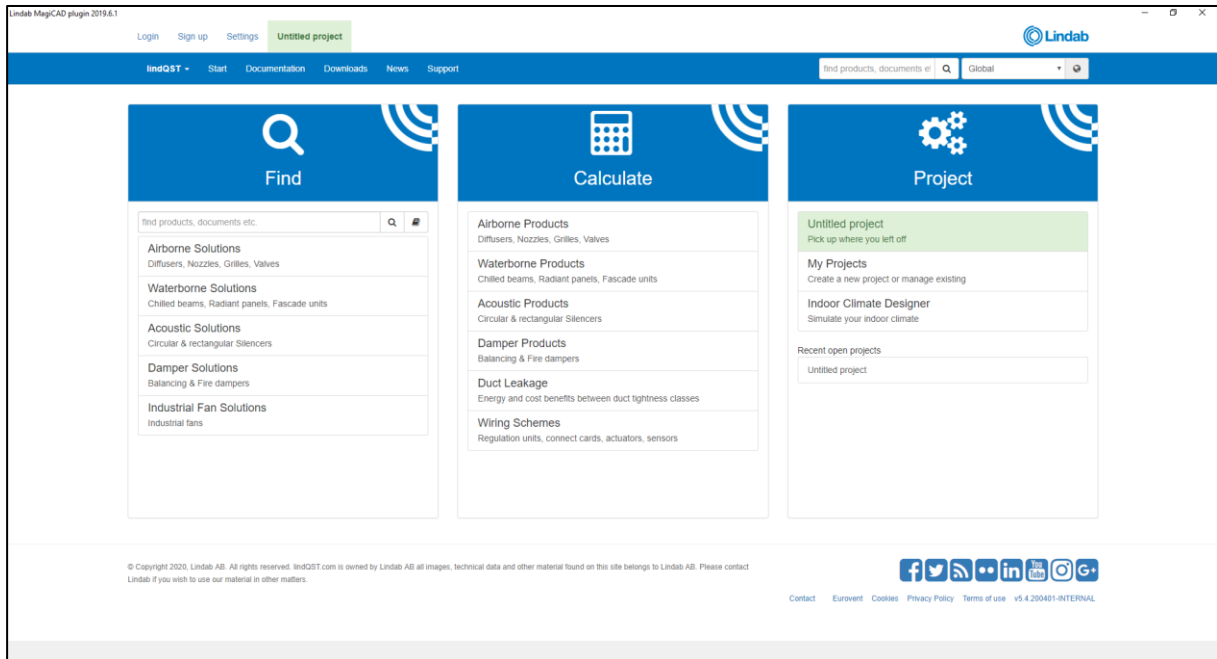 Lindab MagiCAD plugin 2019.6.1
Login Sign up Settings Untitled project
Lindab
lindQST Start Documentation Downloads News Support
find products, documents e
Global
Find
find products, documents etc.
Airborne Solutions
Diffusers, Nozzles, Grilles, Valves
Waterborne Solutions
Chilled beams, Radiant panels, Fascade units
Acoustic Solutions
Circular & rectangular Silencers
Damper Solutions
Balancing & Fire dampers
Industrial Fan Solutions
Industrial fans
Calculate
Airborne Products
Diffusers, Nozzles, Grilles, Valves
Waterborne Products
Chilled beams, Radiant panels, Fascade units
Acoustic Products
Circular & rectangular Silencers
Damper Products
Balancing & Fire dampers
Duct Leakage
Energy and cost benefits between duct tightness classes
Wiring Schemes
Regulation units, connect cards, actuators, sensors
Project
Untitled project
Pick up where you left off
My Projects
Create a new project or manage existing
Indoor Climate Designer
Simulate your indoor climate
Recent open projects
Untitled project
© Copyright 2020, Lindab AB. All rights reserved. lindQST.com is owned by Lindab AB all images, technical data and other material found on this site belongs to Lindab AB. Please contact
Lindab if you wish to use our material in other matters.
f in You Tube G+
Contact Eurovent Cookies Privacy Policy Terms of use v5.4.200401-INTERNAL